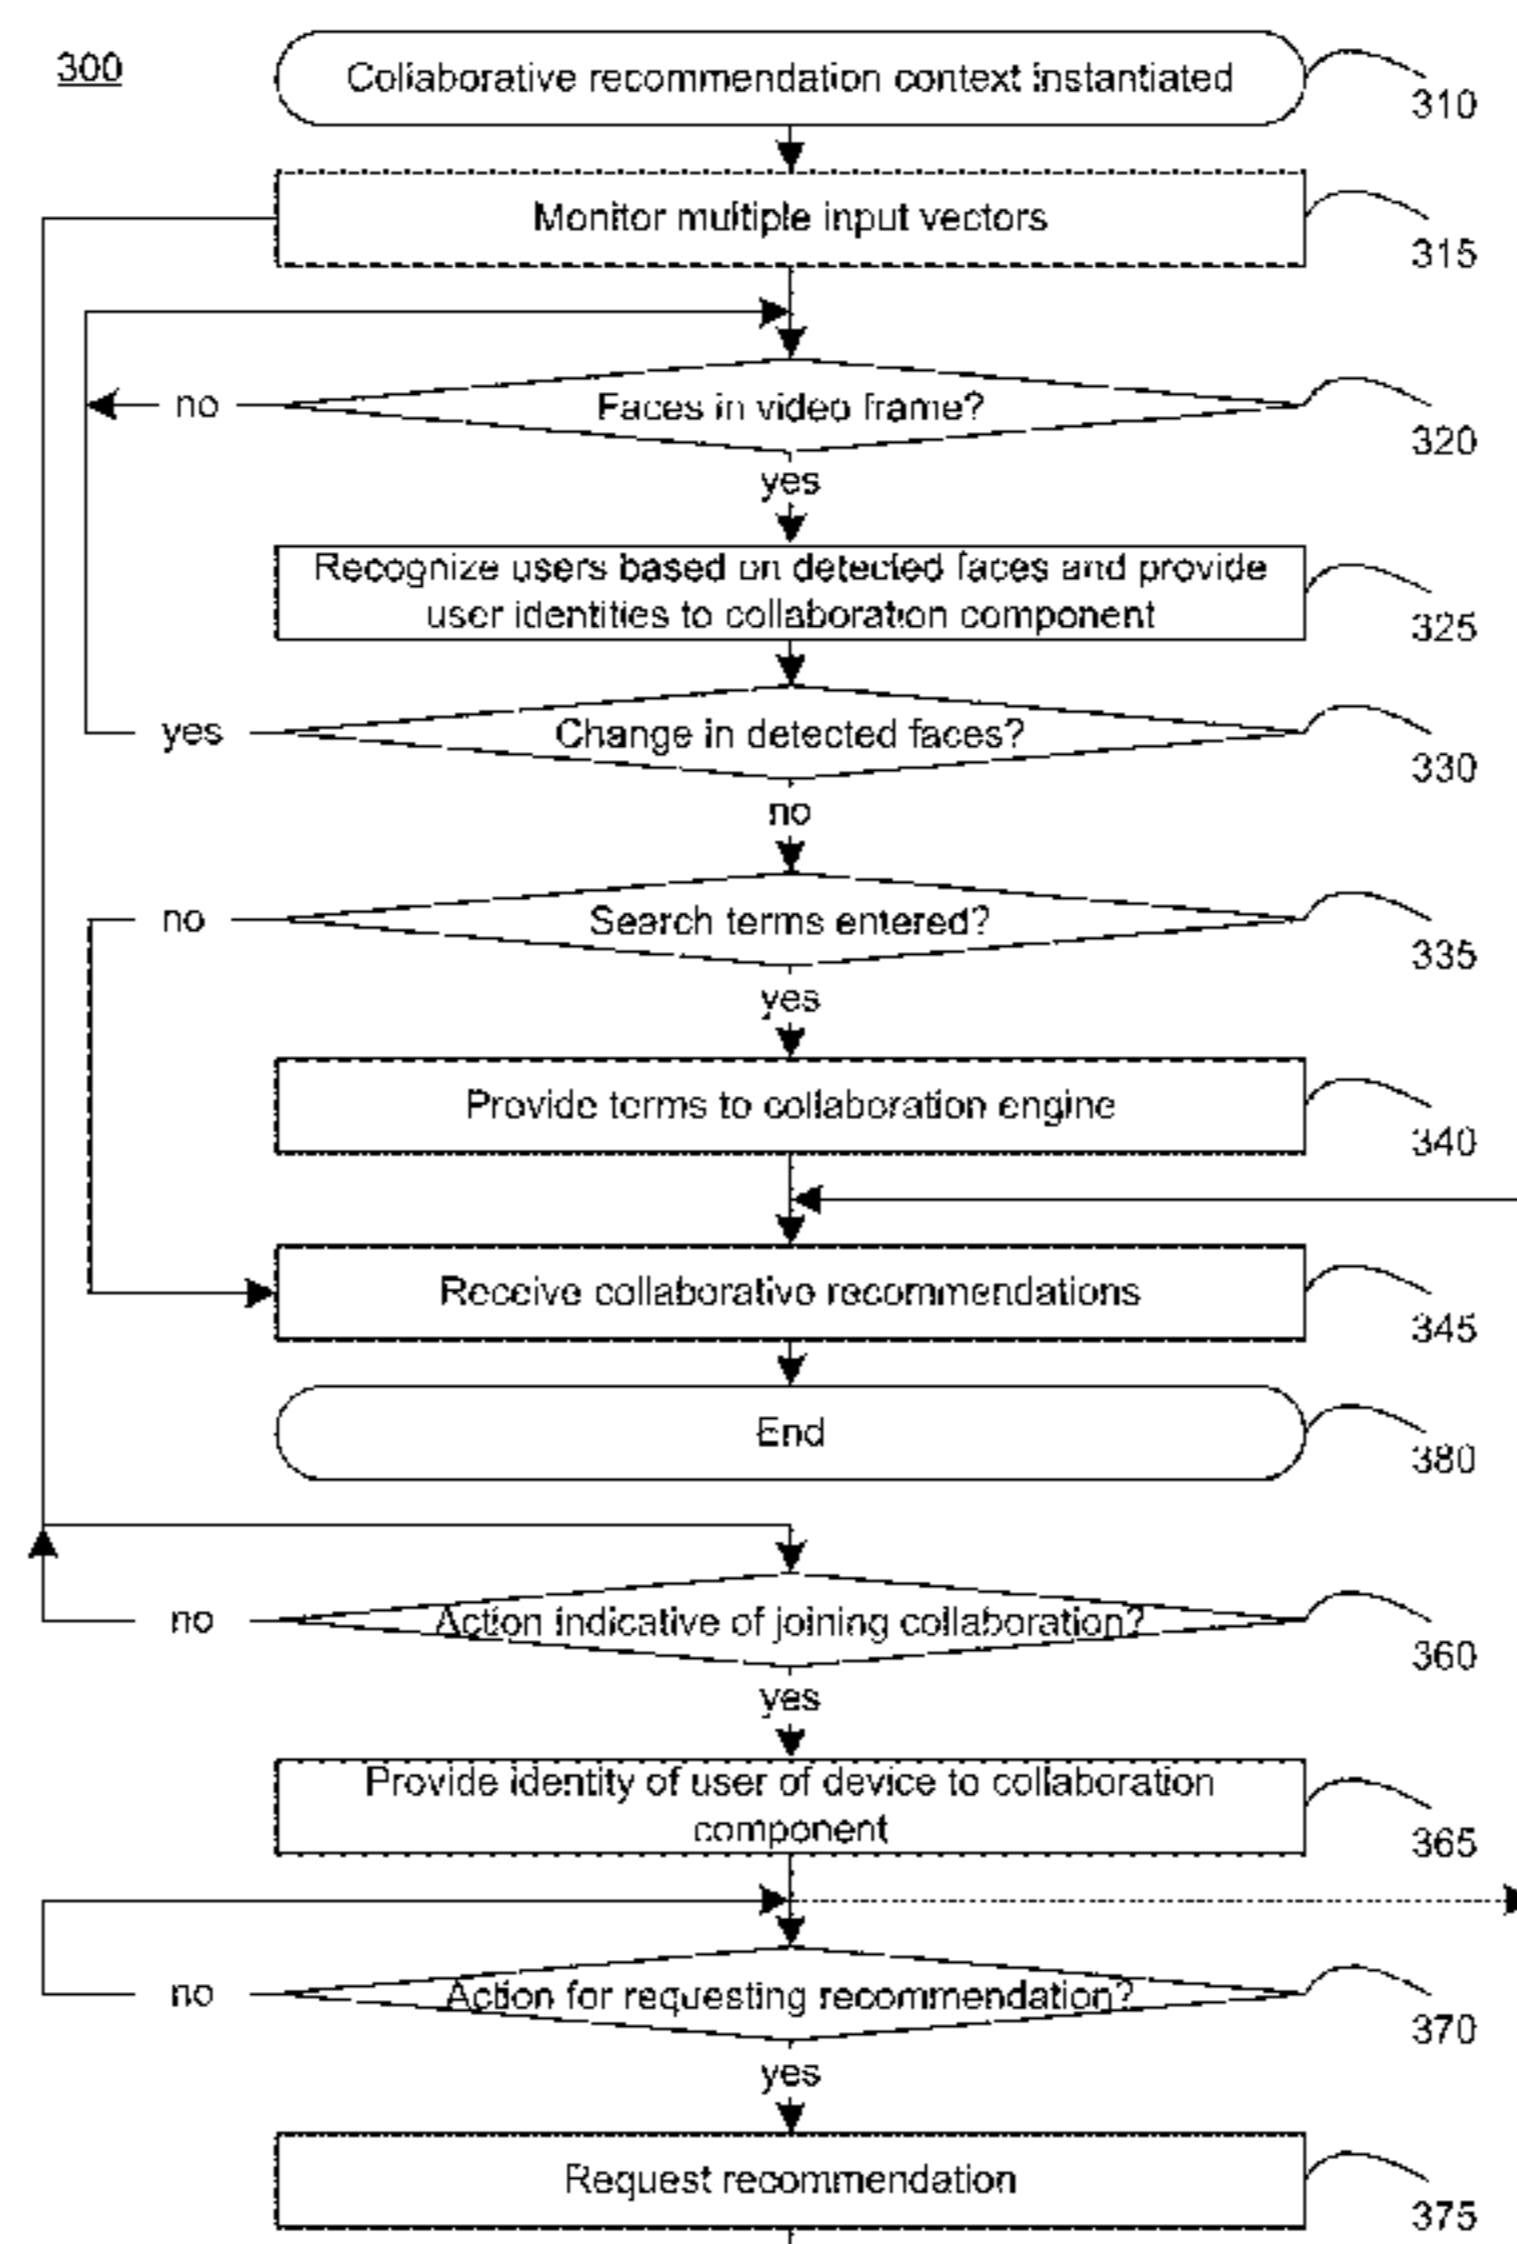 300
Collaborative recommendation context instantiated
310
Monitor multiple input vectors
315
no
Faces in video frame?
320
yes
Recognize users based on detected faces and provide
user identities to collaboration component
325
yes
Change in detected faces?
330
no
no
Search terms entered?
335
yes
Provide terms to collaboration engine
340
Receive collaborative recommendations
345
End
380
no
Action indicative of joining collaboration?
360
yes
Provide identity of user of device to collaboration
component
365
no
Action for requesting recommendation?
370
yes
Request recommendation
375